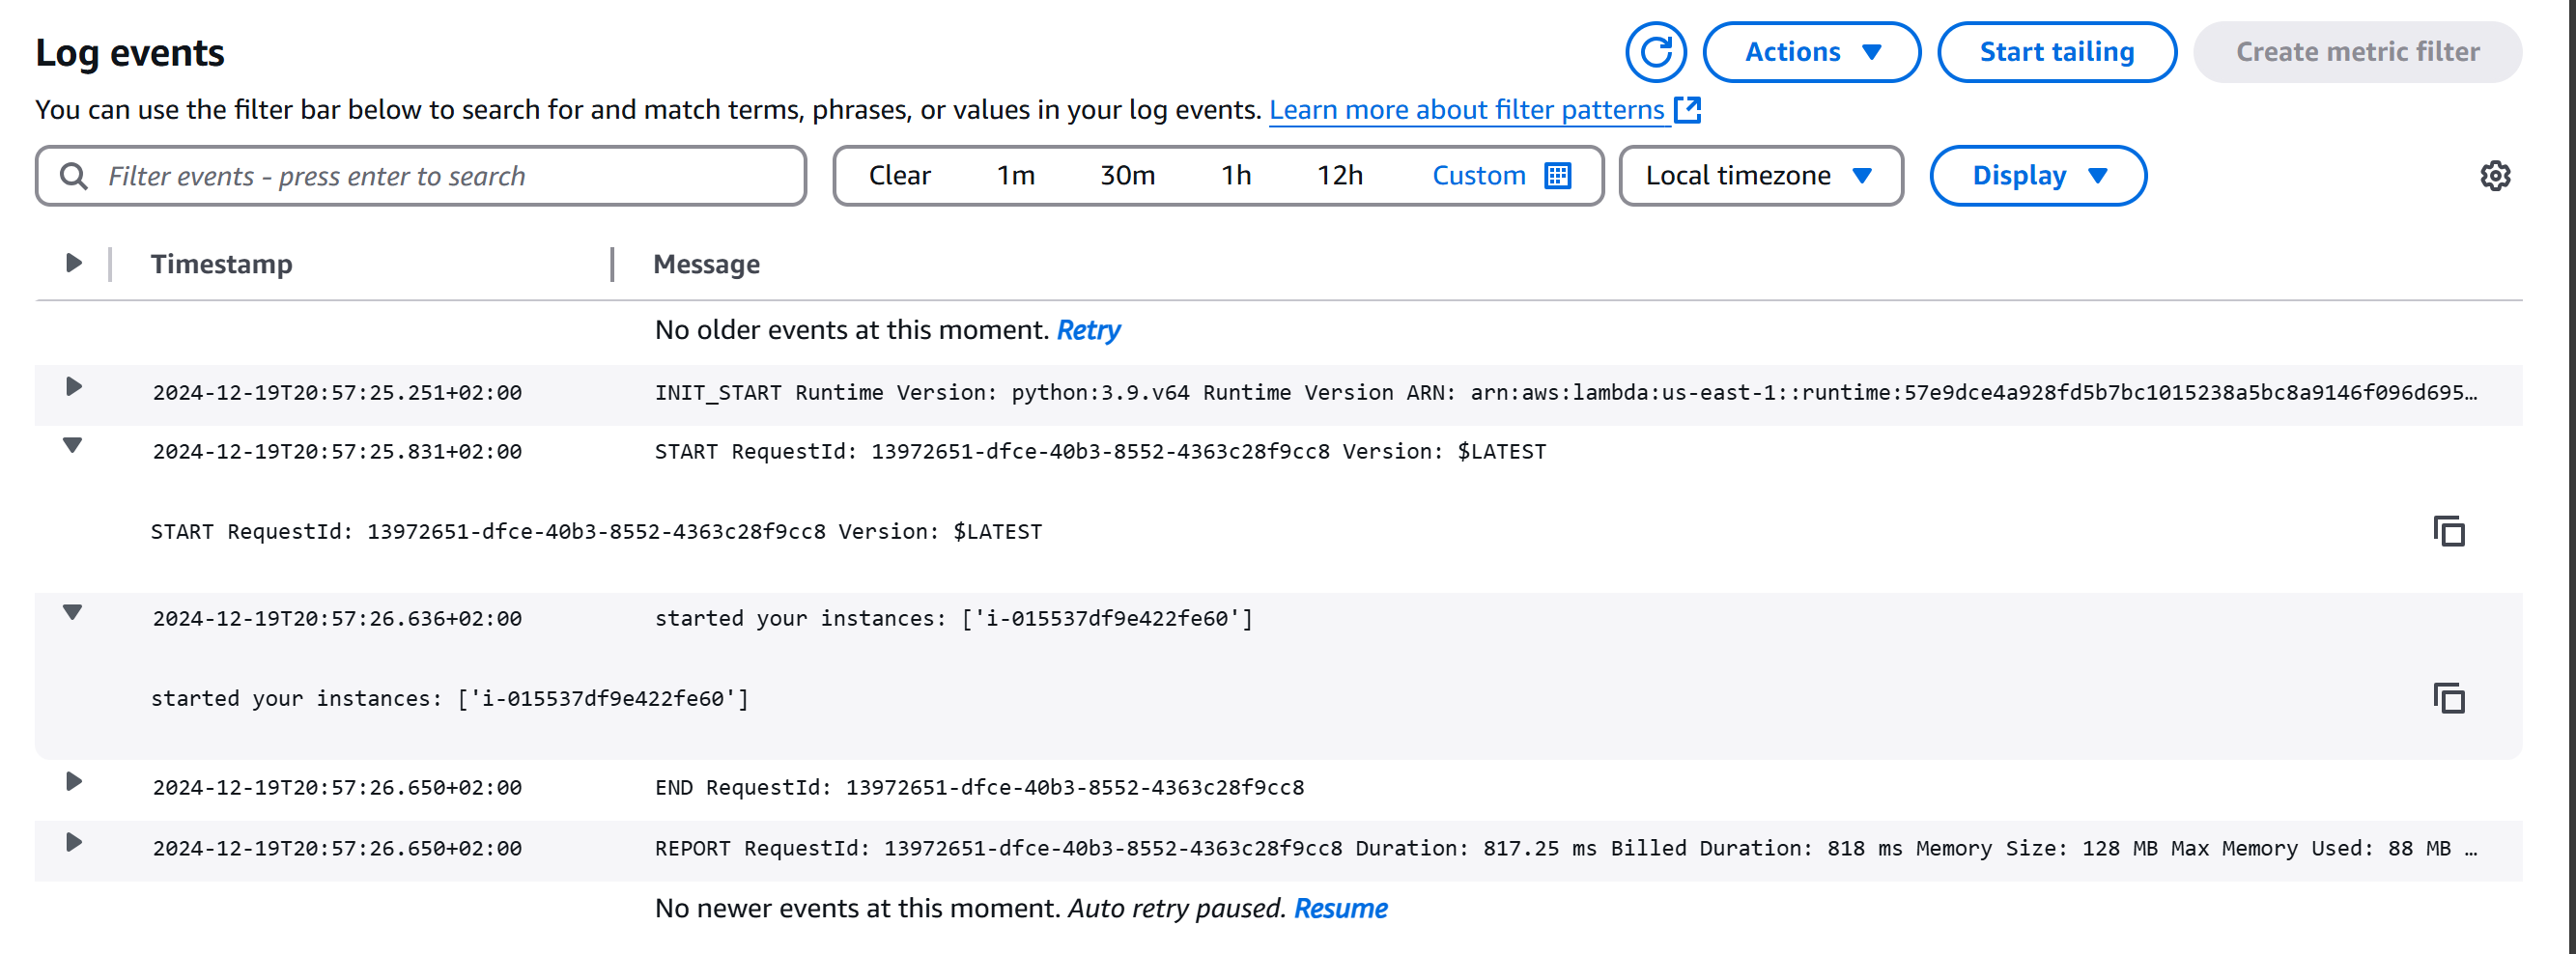 Log events
Actions
Start tailing
Create metric filter
You can use the filter bar below to search for and match terms, phrases, or values in your log events. Learn more about filter patterns
Filter events - press enter to search
Clear 1m 30m 1h 12h Custom
Local timezone
Display
Timestamp Message
No older events at this moment. Retry
2024-12-19T20:57:25.251+02:00 INIT_START Runtime Version: python:3.9.v64 Runtime Version ARN: arn:aws:lambda:us-east-1::runtime:57e9dce4a928fd5b7bc1015238a5bc8a9146f096d695…
2024-12-19T20:57:25.831+02:00 START RequestId: 13972651-dfce-40b3-8552-4363c28f9cc8 Version: $LATEST
START RequestId: 13972651-dfce-40b3-8552-4363c28f9cc8 Version: $LATEST
2024-12-19T20:57:26.636+02:00 started your instances: ['i-015537df9e422fe60']
started your instances: ['i-015537df9e422fe60']
2024-12-19T20:57:26.650+02:00 END RequestId: 13972651-dfce-40b3-8552-4363c28f9cc8
2024-12-19T20:57:26.650+02:00 REPORT RequestId: 13972651-dfce-40b3-8552-4363c28f9cc8 Duration: 817.25 ms Billed Duration: 818 ms Memory Size: 128 MB Max Memory Used: 88 MB …
No newer events at this moment. Auto retry paused. Resume